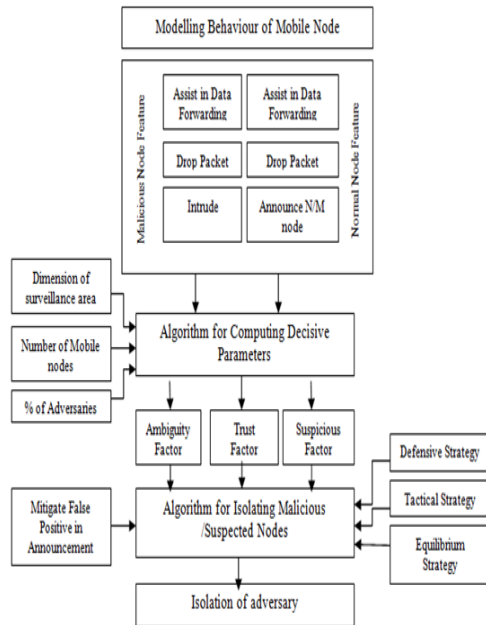 Modelling Behaviour of Mobile Node
Malicious Node Feature
Assist in Data
Forwarding
Assist in Data
Forwarding
Drop Packet
Drop Packet
Intrude
Announce N/M
node
Normal Node Feature
Dimension of
surveillance area
Number of Mobile
nodes
% of Adversaries
Algorithm for Computing Decisive
Parameters
Ambiguity
Factor
Trust
Factor
Suspicious
Factor
Mitigate False
Positive in
Announcement
Algorithm for Isolating Malicious
/Suspected Nodes
Defensive Strategy
Tactical Strategy
Equilibrium
Strategy
Isolation of adversary